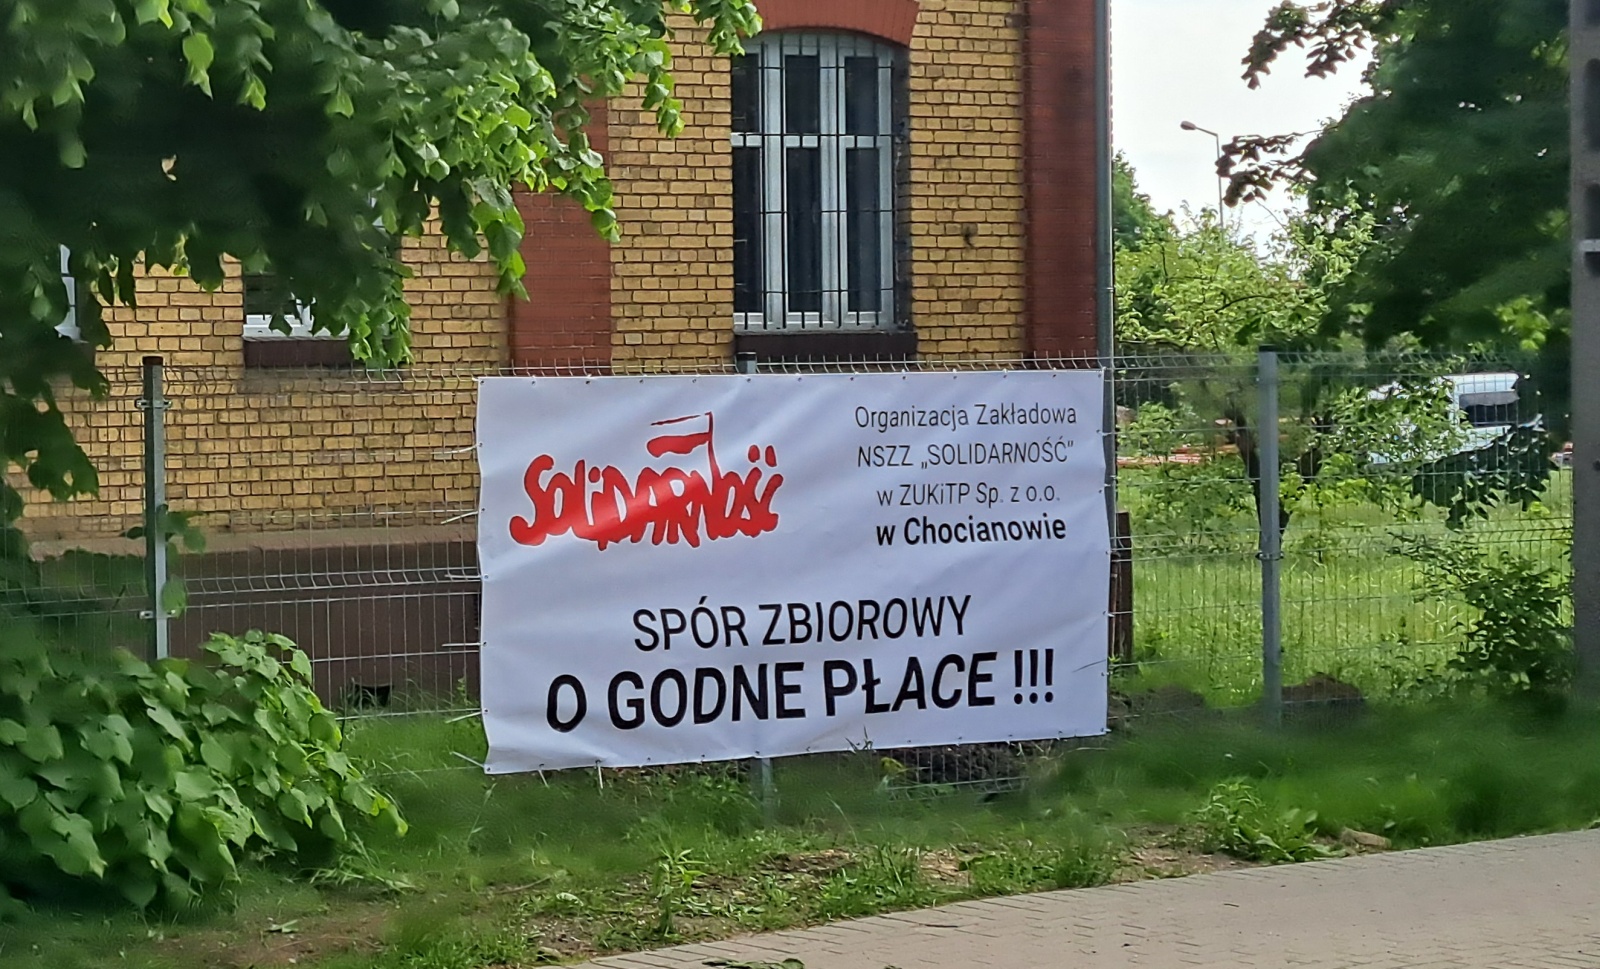 SOLiDARNOŚĆ
Organizacja Zakładowa
NSZZ „SOLIDARNOŚĆ”
w ZUKiTP Sp. z o.o.
w Chocianowie
SPÓR ZBIOROWY
O GODNE PŁACE !!!